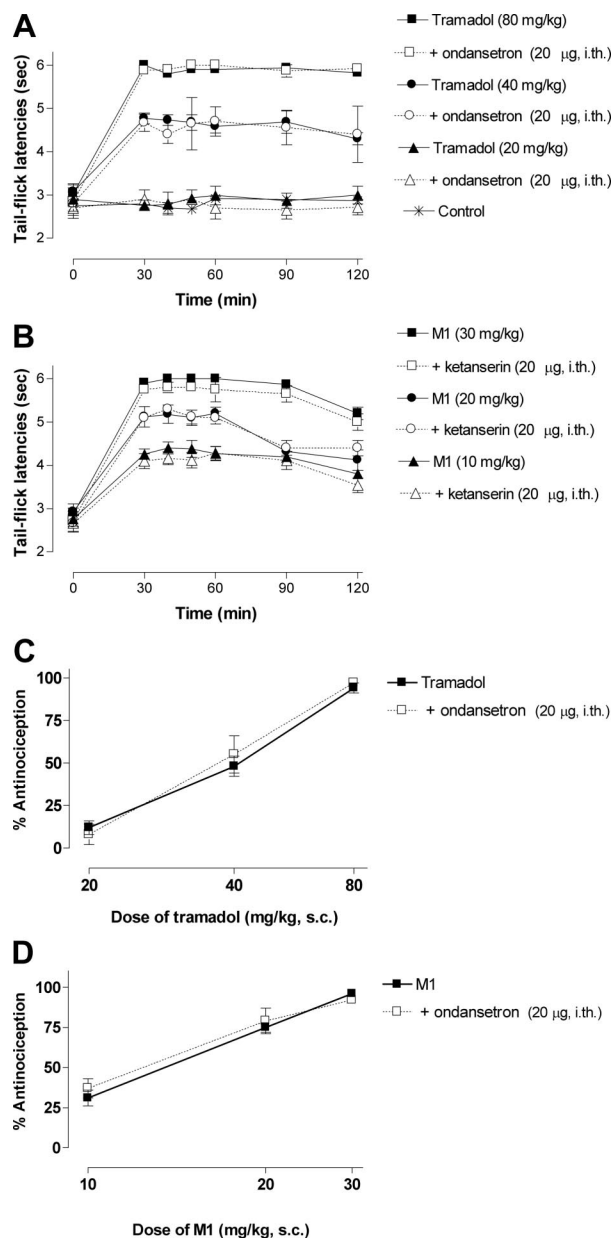 A
Tail-flick latencies (sec)
6
5
4
3
2
0
30
60
90
120
Time (min)
Tramadol (80 mg/kg)
+ ondansetron (20 μg, i.th.)
Tramadol (40 mg/kg)
+ ondansetron (20 μg, i.th.)
Tramadol (20 mg/kg)
+ ondansetron (20 μg, i.th.)
Control
B
Tail-flick latencies (sec)
6
5
4
3
2
0
30
60
90
120
Time (min)
M1 (30 mg/kg)
+ ketanserin (20 μg, i.th.)
M1 (20 mg/kg)
+ ketanserin (20 μg, i.th.)
M1 (10 mg/kg)
+ ketanserin (20 μg, i.th.)
C
% Antinociception
100
75
50
25
0
20
40
80
Dose of tramadol (mg/kg, s.c.)
Tramadol
+ ondansetron (20 μg, i.th.)
D
% Antinociception
100
75
50
25
0
10
20
30
Dose of M1 (mg/kg, s.c.)
M1
+ ondansetron (20 μg, i.th.)